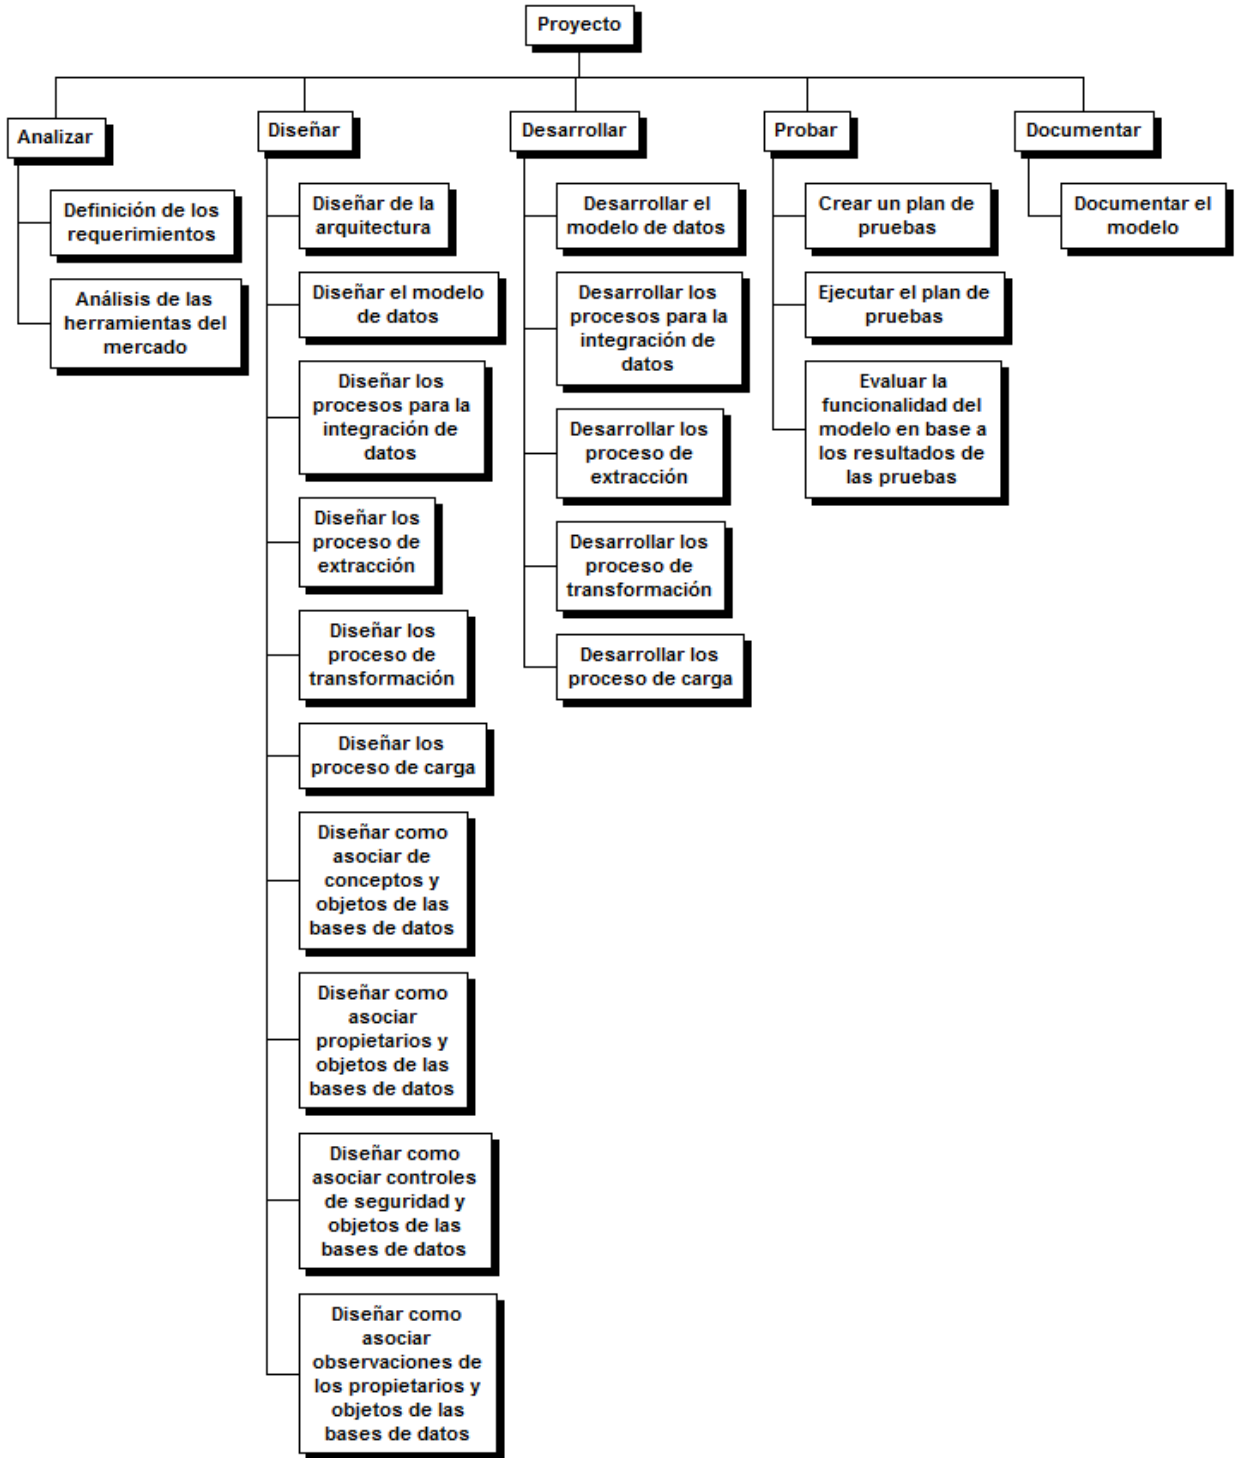 Proyecto
Analizar
Definición de los
requerimientos
Análisis de las
herramientas del
mercado
Diseñar
Diseñar de la
arquitectura
Diseñar el modelo
de datos
Diseñar los
procesos para la
integración de
datos
Diseñar los
proceso de
extracción
Diseñar los
proceso de
transformación
Diseñar los
proceso de carga
Diseñar como
asociar de
conceptos y
objetos de las
bases de datos
Diseñar como
asociar
propietarios y
objetos de las
bases de datos
Diseñar como
asociar controles
de seguridad y
objetos de las
bases de datos
Diseñar como
asociar
observaciones de
los propietarios y
objetos de las
bases de datos
Desarrollar
Desarrollar el
modelo de datos
Desarrollar los
procesos para la
integración de
datos
Desarrollar los
proceso de
extracción
Desarrollar los
proceso de
transformación
Desarrollar los
proceso de carga
Probar
Crear un plan de
pruebas
Ejecutar el plan de
pruebas
Evaluar la
funcionalidad del
modelo en base a
los resultados de
las pruebas
Documentar
Documentar el
modelo